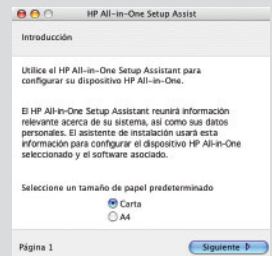 HP All-in-One Setup Assist
Introducción
Utilice el HP All-in-One Setup Assistant para
configurar su dispositivo HP All-in-One.
El HP All-in-One Setup Assistant reunirá información
relevante acerca de su sistema, así como sus datos
personales. El asistente de instalación usará esta
información para configurar el dispositivo HP All-in-One
seleccionado y el software asociado.
Seleccione un tamaño de papel predeterminado
Carta
A4
Página 1
Siguiente